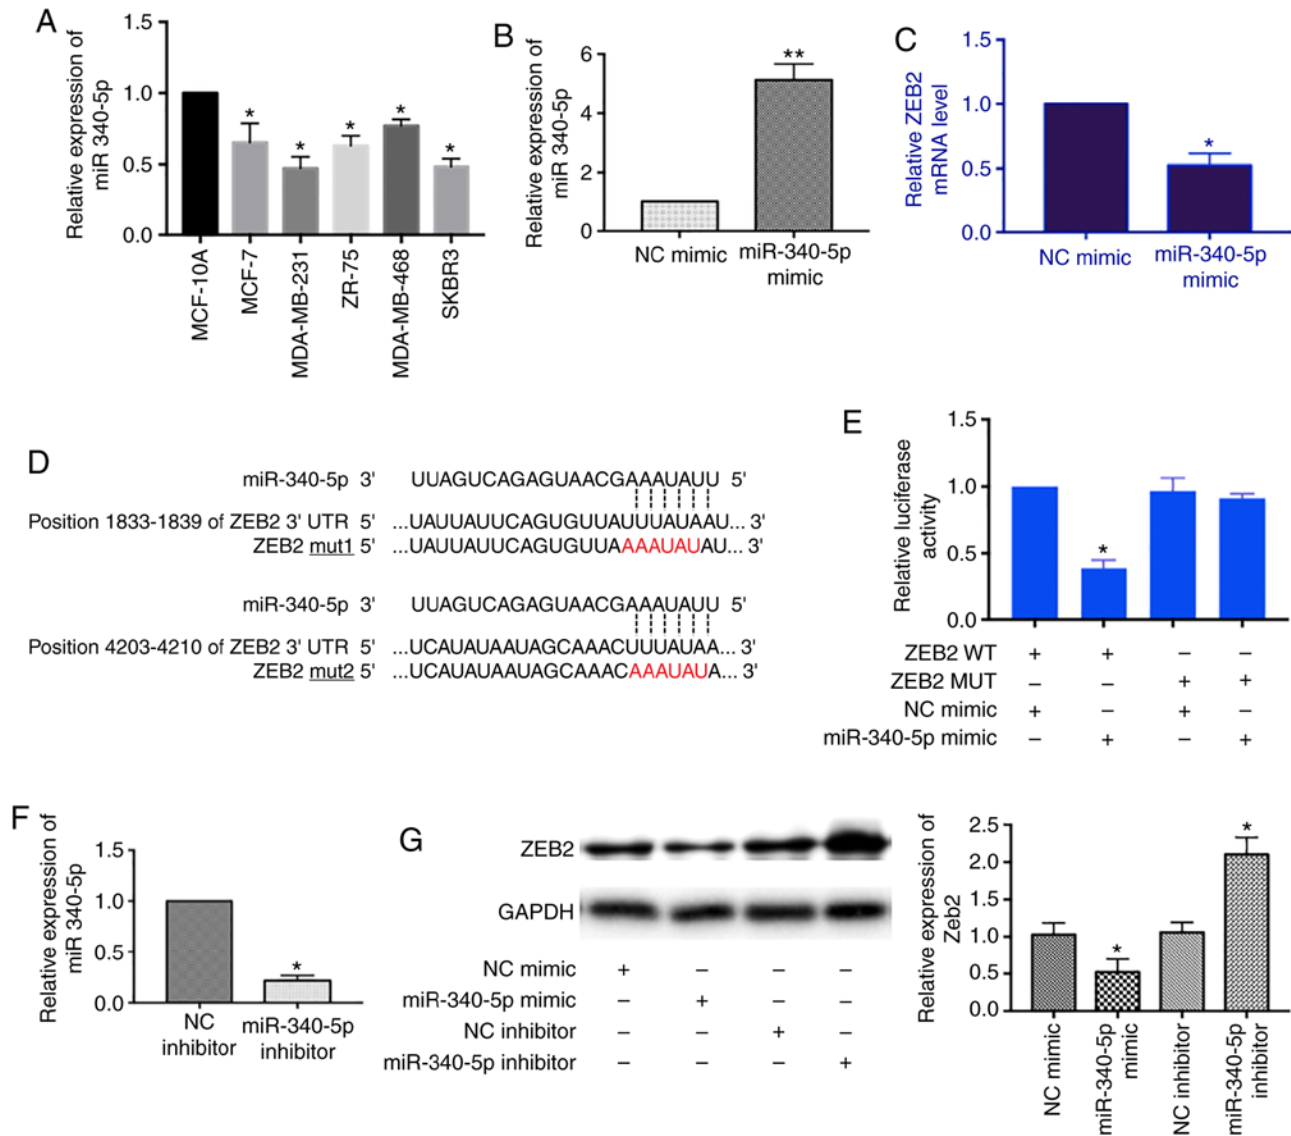 A
Relative expression of
miR 340-5p
1.5
1.0
0.5
0.0
* * * * *
MCF-10A
MCF-7
MDA-MB-231
ZR-75
MDA-MB-468
SKBR3
B
Relative expression of
miR 340-5p
6
4
2
0
**
NC mimic
miR-340-5p
mimic
C
Relative ZEB2
mRNA level
1.5
1.0
0.5
0.0
*
NC mimic
miR-340-5p
mimic
D
miR-340-5p 3' UUAGUCAGAGUAACGAAAUAUU 5'
Position 1833-1839 of ZEB2 3' UTR 5' ...UAUUAUUCAGUGUUAUUUAUAAU... 3'
ZEB2 mut1 5' ...UAUUAUUCAGUGUUAAAAUAUAU... 3'
miR-340-5p 3' UUAGUCAGAGUAACGAAAUAUU 5'
Position 4203-4210 of ZEB2 3' UTR 5' ...UCAUAUAAUAGCAAACUUUAUAA... 3'
ZEB2 mut2 5' ...UCAUAUAAUAGCAAACAAAUAUA... 3'
E
Relative luciferase
activity
1.5
1.0
0.5
0.0
*
ZEB2 WT + + – –
ZEB2 MUT – – + +
NC mimic + – + –
miR-340-5p mimic – + – +
F
Relative expression of
miR 340-5p
1.5
1.0
0.5
0.0
*
NC
inhibitor
miR-340-5p
inhibitor
G
ZEB2
GAPDH
NC mimic + – – –
miR-340-5p mimic – + – –
NC inhibitor – – + –
miR-340-5p inhibitor – – – +
Relative expression of
Zeb2
2.5
2.0
1.5
1.0
0.5
0.0
* *
NC mimic
miR-340-5p
mimic
NC inhibitor
miR-340-5p
inhibitor